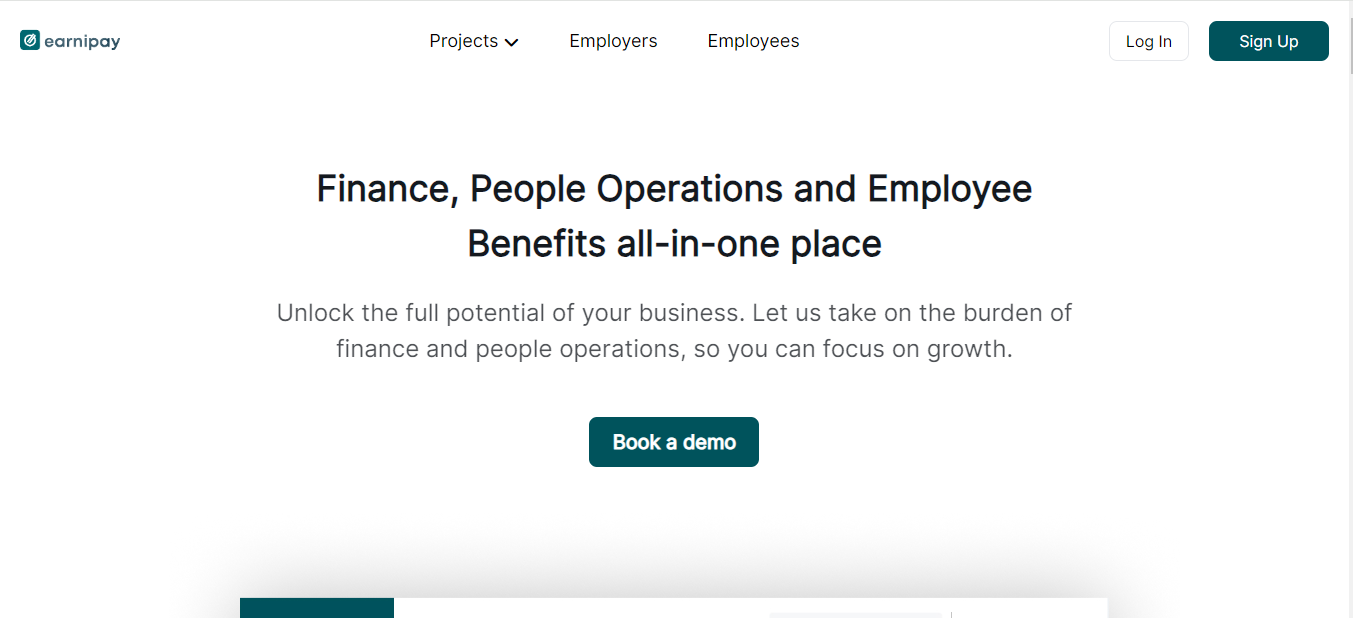 earnipay
Projects
Employers
Employees
Log In
Sign Up
Finance, People Operations and Employee
Benefits all-in-one place
Unlock the full potential of your business. Let us take on the burden of
finance and people operations, so you can focus on growth.
Book a demo